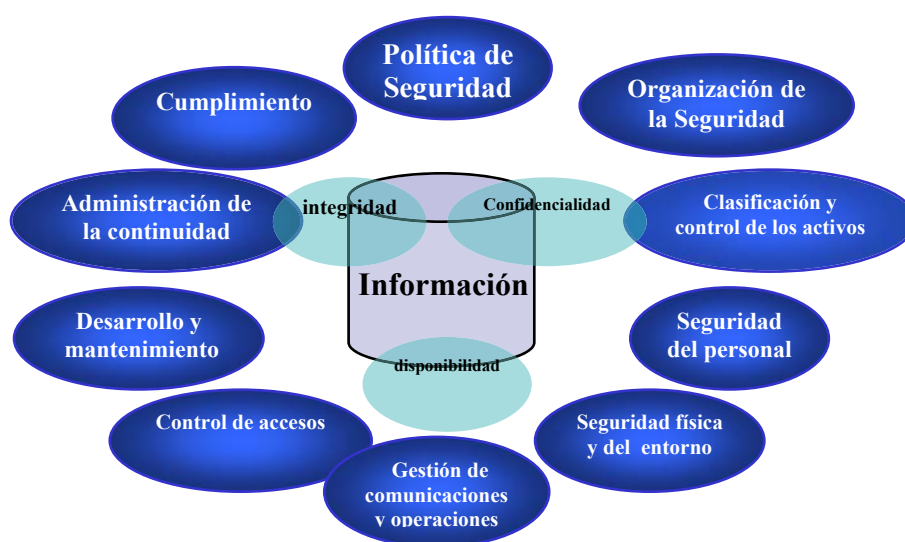 Política de
Seguridad
Organización de
la Seguridad
Cumplimiento
Clasificación y
control de los activos
Administración de
la continuidad
integridad
Confidencialidad
Información
Desarrollo y
mantenimiento
Seguridad
del personal
disponibilidad
Control de accesos
Seguridad física
y del entorno
Gestión de
comunicaciones
y operaciones